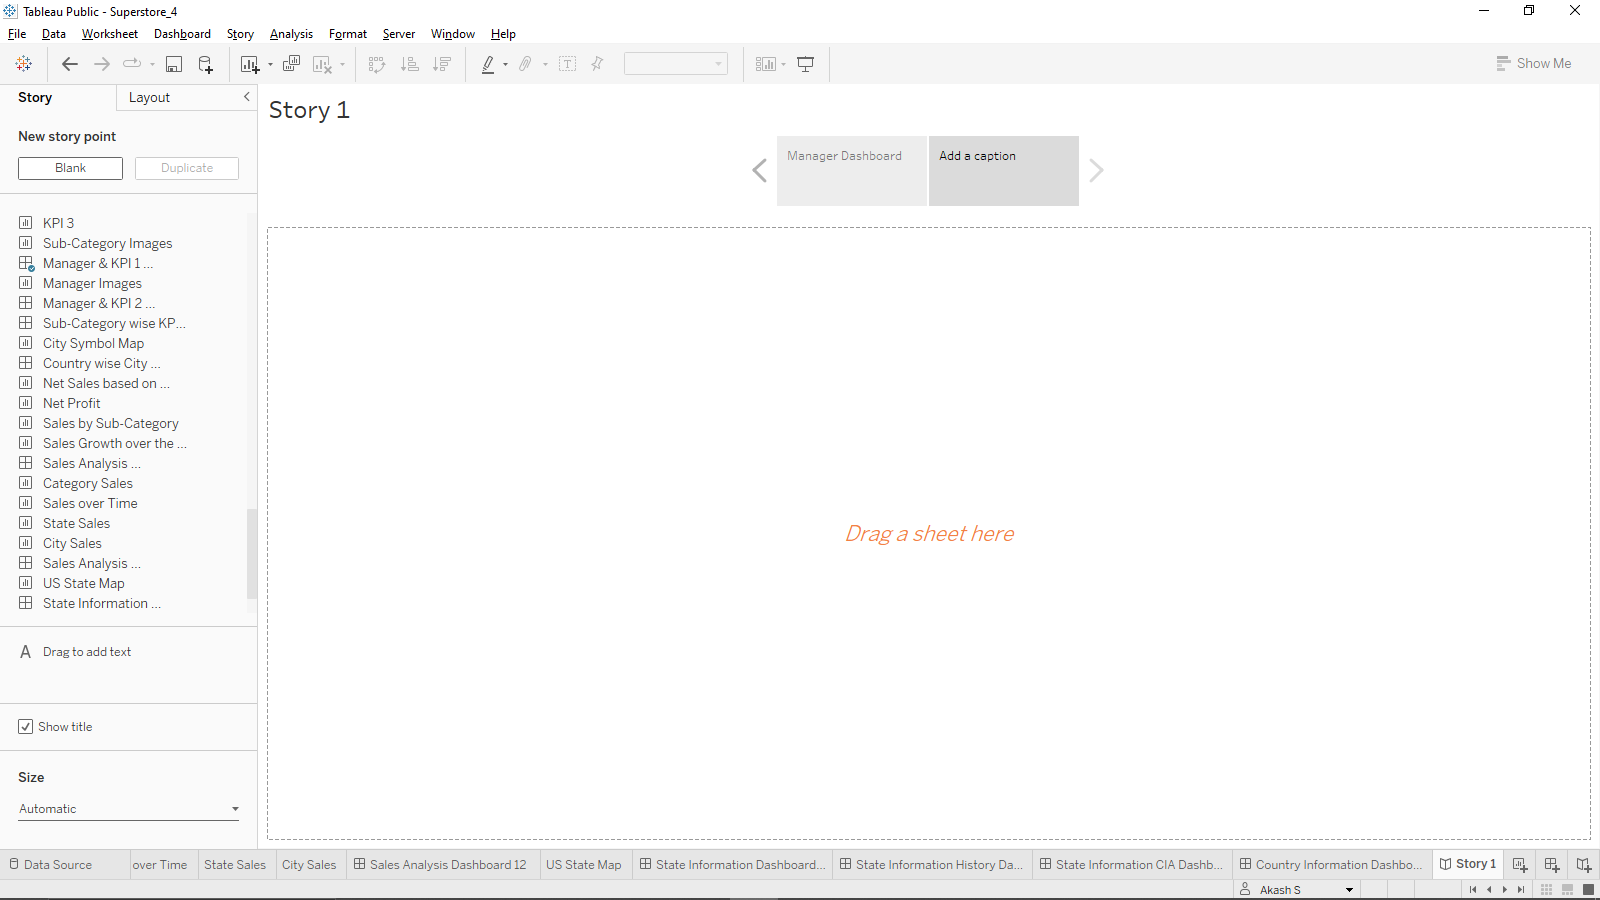 Tableau Public - Superstore_4
File Data Worksheet Dashboard Story Analysis Format Server Window Help
Show Me
Story Layout
New story point
Blank Duplicate
KPI 3
Sub-Category Images
Manager & KPI 1 ...
Manager Images
Manager & KPI 2 ...
Sub-Category wise KP...
City Symbol Map
Country wise City ...
Net Sales based on ...
Net Profit
Sales by Sub-Category
Sales Growth over the ...
Sales Analysis ...
Category Sales
Sales over Time
State Sales
City Sales
Sales Analysis ...
US State Map
State Information ...
A Drag to add text
Show title
Size
Automatic
Story 1
Manager Dashboard
Add a caption
Drag a sheet here
Data Source over Time State Sales City Sales Sales Analysis Dashboard 12 US State Map State Information Dashboard... State Information History Da... State Information CIA Dashb... Country Information Dashbo... Story 1
Akash S